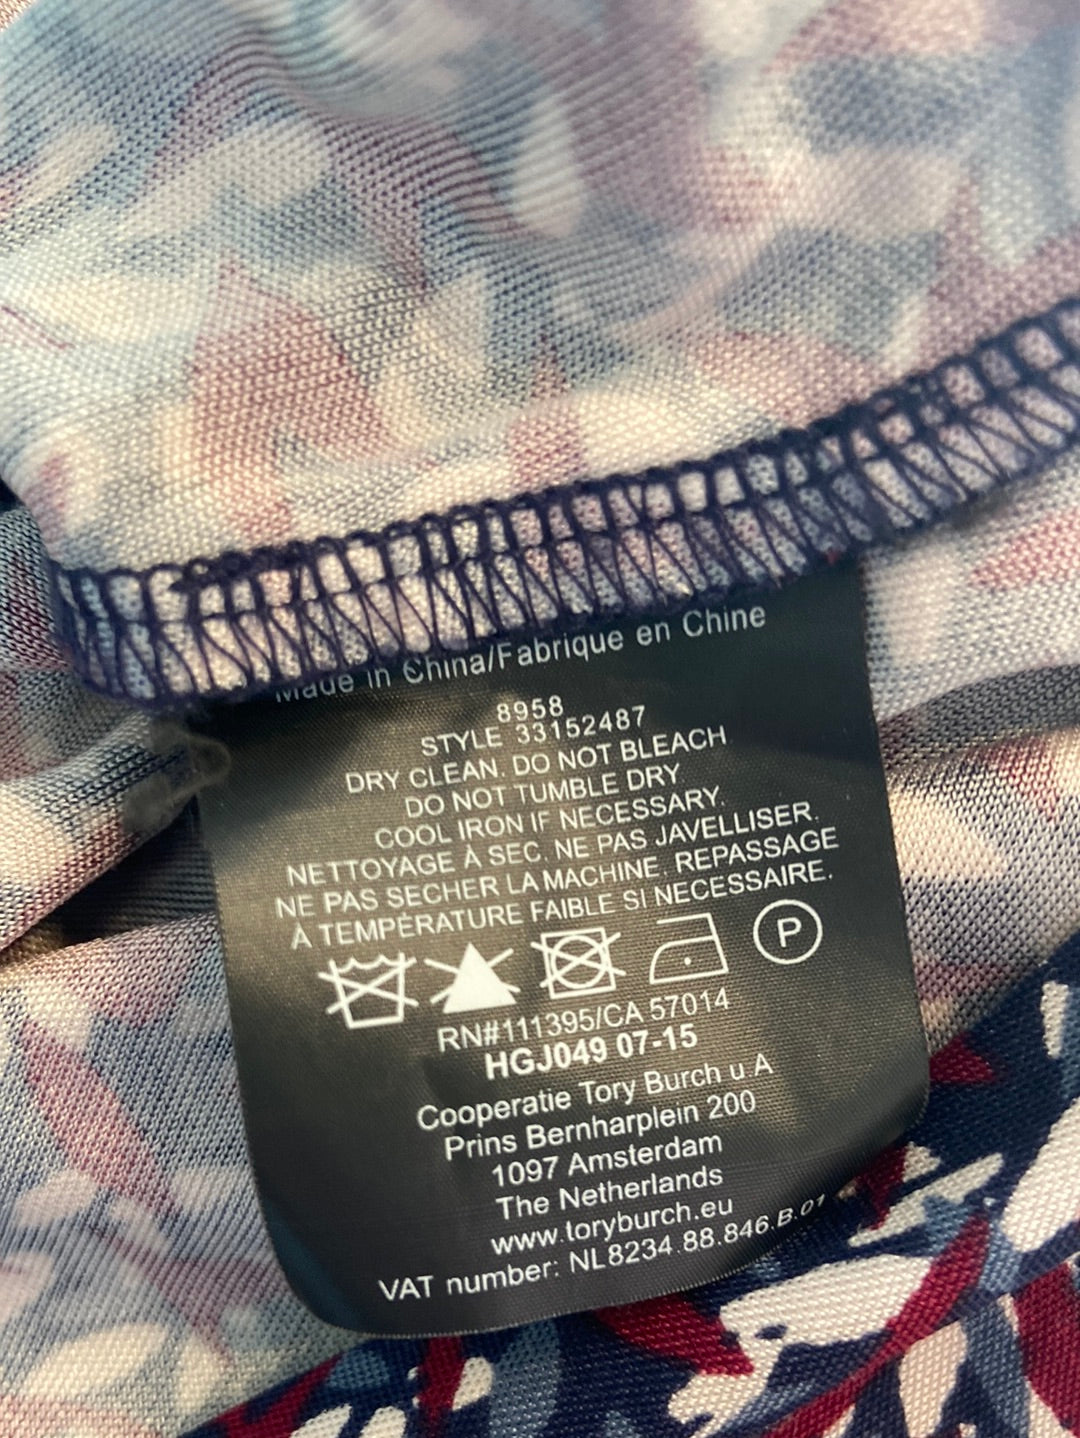 Made in China/Fabrique en Chine
8958
STYLE 33152487
DRY CLEAN. DO NOT BLEACH
DO NOT TUMBLE DRY
COOL IRON IF NECESSARY.
NETTOYAGE À SEC. NE PAS JAVELLISER.
NE PAS SECHER LA MACHINE. REPASSAGE
À TEMPÉRATURE FAIBLE SI NECESSAIRE.
P
RN#111395/CA 57014
HGJ049 07-15
Cooperatie Tory Burch u.A
Prins Bernharplein 200
1097 Amsterdam
The Netherlands
www.toryburch.eu
VAT number: NL8234.88.846.B.01